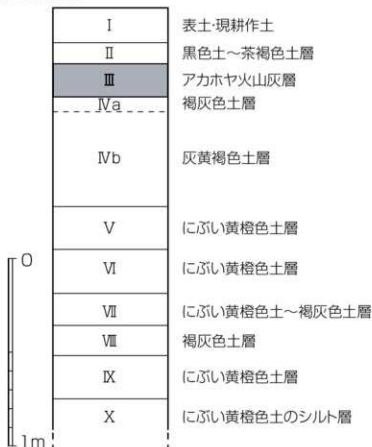 Ⅰ 表土・現耕作土
Ⅱ 黒色土～茶褐色土層
Ⅲ アカホヤ火山灰層
Ⅳa 褐灰色土層
Ⅳb 灰黄褐色土層
Ⅴ にぶい黄橙色土層
0
Ⅵ にぶい黄橙色土層
Ⅶ にぶい黄橙色土～褐灰色土層
Ⅷ 褐灰色土層
Ⅸ にぶい黄橙色土層
Ⅹ にぶい黄橙色土のシルト層
1m